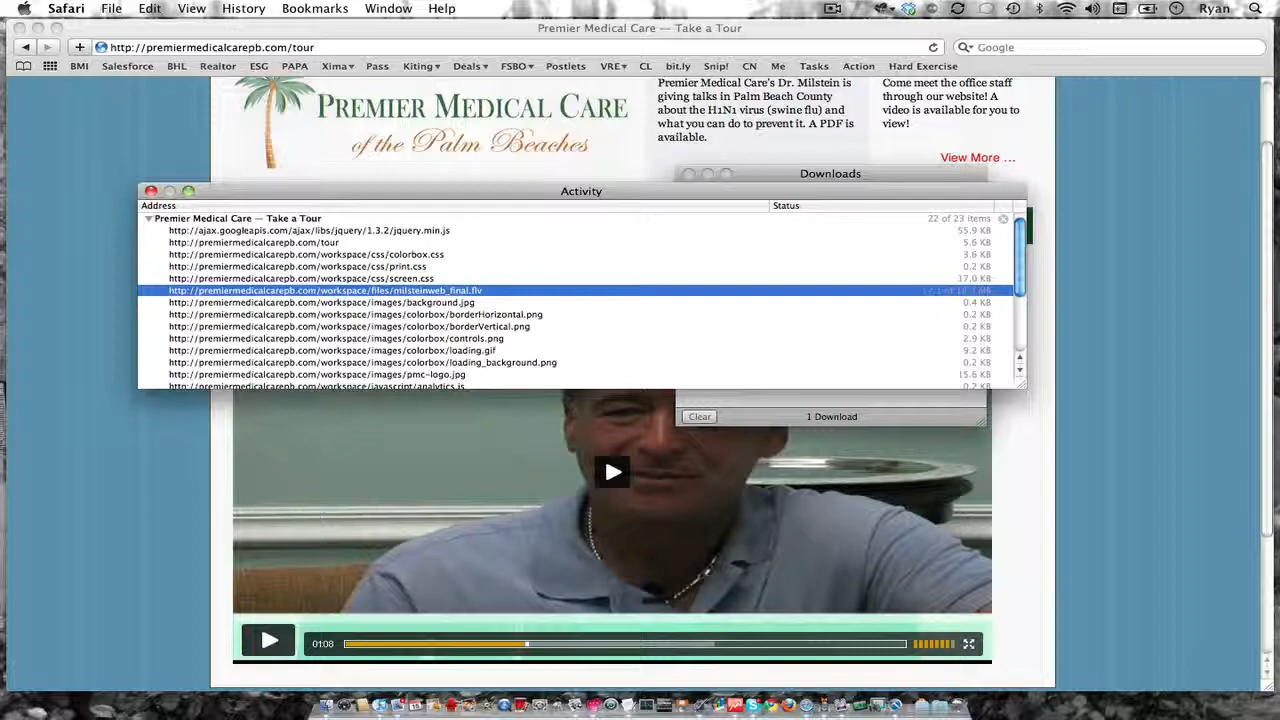 Safari File Edit View History Bookmarks Window Help Ryan
Premier Medical Care — Take a Tour
http://premiermedicalcarepb.com/tour Google
BMI Salesforce BHL Realtor ESG PAPA Xima Pass Kiting Deals FSBO Postlets VRE CL bit.ly Snip! CN Me Tasks Action Hard Exercise
PREMIER MEDICAL CARE
of the Palm Beaches
Premier Medical Care's Dr. Milstein is
giving talks in Palm Beach County
about the H1N1 virus (swine flu) and
what you can do to prevent it. A PDF is
available.
Come meet the office staff
through our website! A
video is available for you to
view!
View More ...
Downloads
Activity
Address Status
Premier Medical Care — Take a Tour 22 of 23 items
http://ajax.googleapis.com/ajax/libs/jquery/1.3.2/jquery.min.js 55.9 KB
http://premiermedicalcarepb.com/tour 5.6 KB
http://premiermedicalcarepb.com/workspace/css/colorbox.css 3.6 KB
http://premiermedicalcarepb.com/workspace/css/print.css 0.2 KB
http://premiermedicalcarepb.com/workspace/css/screen.css 17.0 KB
http://premiermedicalcarepb.com/workspace/files/milsteinweb_final.flv
http://premiermedicalcarepb.com/workspace/images/background.jpg 0.4 KB
http://premiermedicalcarepb.com/workspace/images/colorbox/borderHorizontal.png 0.2 KB
http://premiermedicalcarepb.com/workspace/images/colorbox/borderVertical.png 0.2 KB
http://premiermedicalcarepb.com/workspace/images/colorbox/controls.png 2.9 KB
http://premiermedicalcarepb.com/workspace/images/colorbox/loading.gif 9.2 KB
http://premiermedicalcarepb.com/workspace/images/colorbox/loading_background.png 0.2 KB
http://premiermedicalcarepb.com/workspace/images/pmc-logo.jpg 15.6 KB
http://premiermedicalcarepb.com/workspace/javascript/analytics.js 0.2 KB
Clear 1 Download
01:08